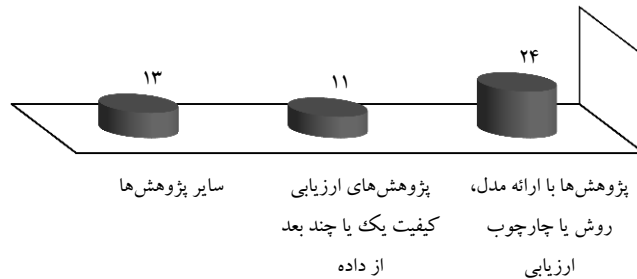 ۲۴
۱۱
۱۳
پژوهش‌ها با ارائه مدل،
روش یا چارچوب
ارزیابی
پژوهش‌های ارزیابی
کیفیت یک یا چند بعد
از داده
سایر پژوهش‌ها